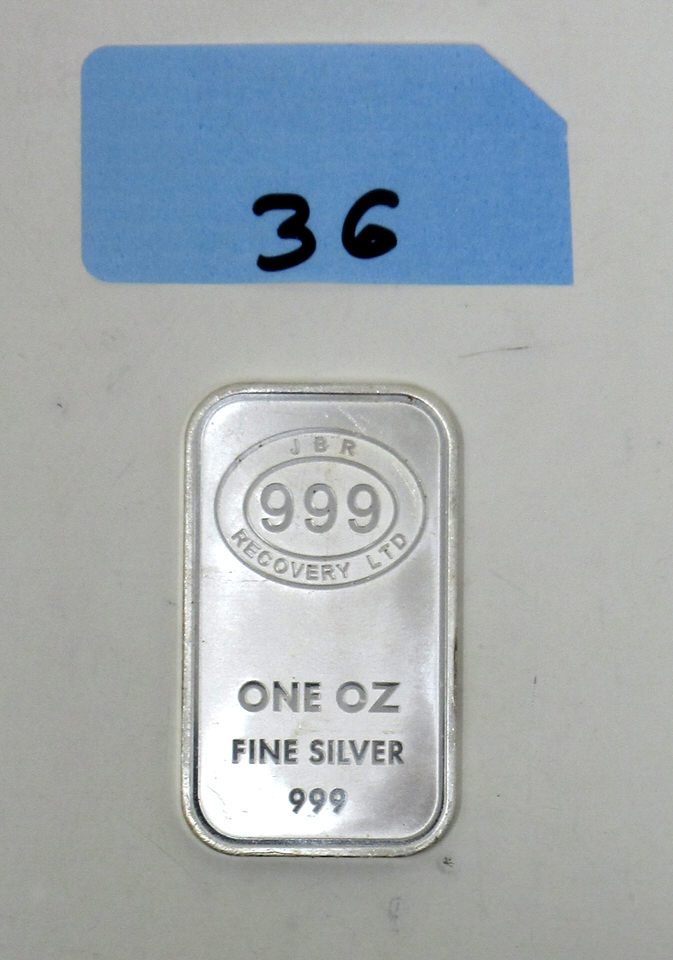 36
JBR
999
RECOVERY LTD
ONE OZ
FINE SILVER
999